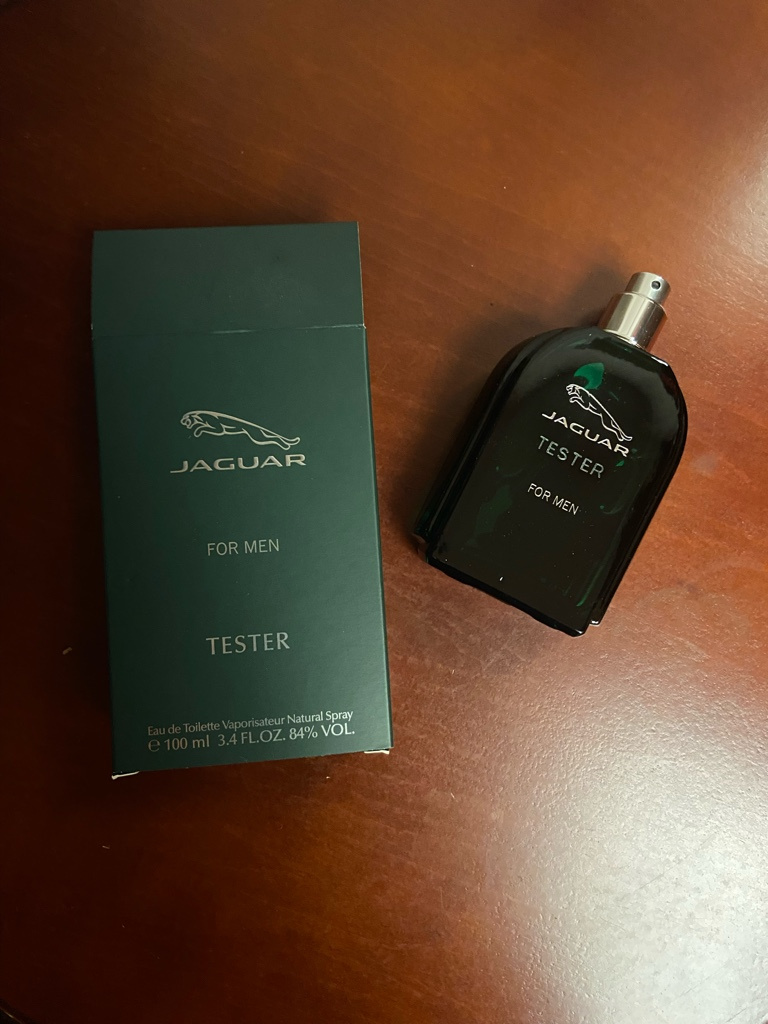 JAGUAR
FOR MEN
TESTER
Eau de Toilette Vaporisateur Natural Spray
℮ 100 ml 3.4 FL.OZ. 84% VOL.
JAGUAR
TESTER
FOR MEN